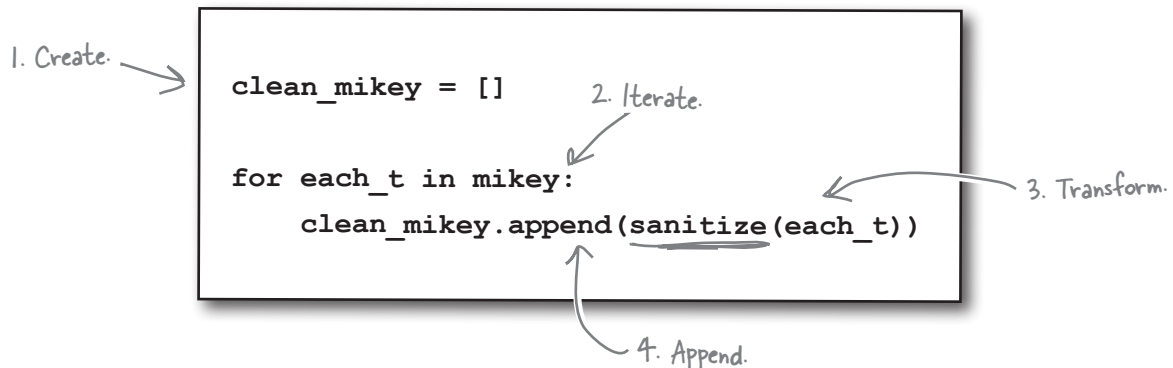 1. Create.
clean_mikey = []
2. Iterate.
for each_t in mikey:
3. Transform.
clean_mikey.append(sanitize(each_t))
4. Append.